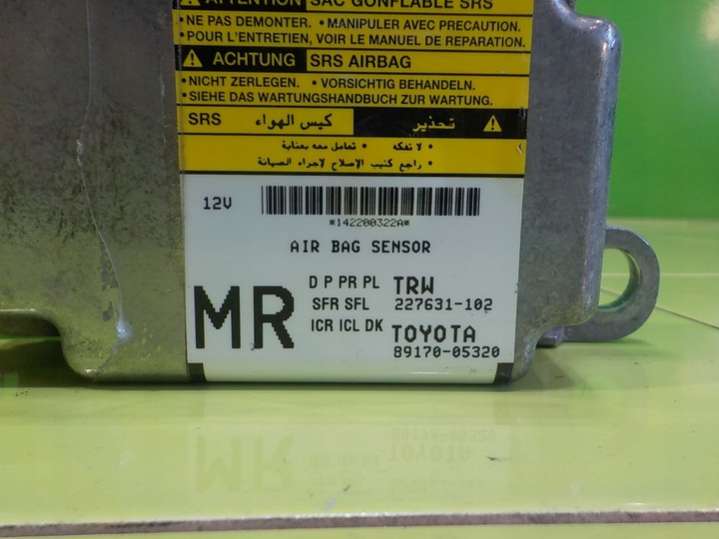 ATTENTION SAC GONFLABLE SRS
•NE PAS DEMONTER. •MANIPULER AVEC PRECAUTION.
•POUR L'ENTRETIEN, VOIR LE MANUEL DE REPARATION.
ACHTUNG SRS AIRBAG
•NICHT ZERLEGEN. •VORSICHTIG BEHANDELN.
•SIEHE DAS WARTUNGSHANDBUCH ZUR WARTUNG.
تحذير كيس الهواء SRS
• لا تفكه • تعامل معه بعناية
• راجع كتيب الإصلاح لاجراء الصيانة
12V
*142200322A*
AIR BAG SENSOR
MR
D P PR PL TRW
SFR SFL 227631-102
ICR ICL DK TOYOTA
89170-05320